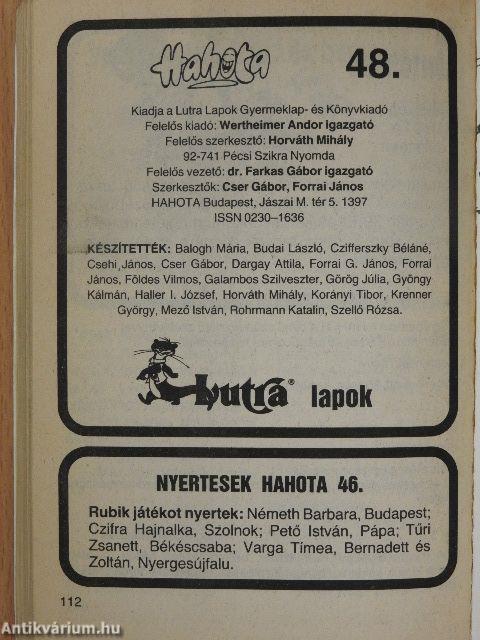 Hahota 48.
Kiadja a Lutra Lapok Gyermeklap- és Könyvkiadó
Felelős kiadó: Wertheimer Andor igazgató
Felelős szerkesztő: Horváth Mihály
92-741 Pécsi Szikra Nyomda
Felelős vezető: dr. Farkas Gábor igazgató
Szerkesztők: Cser Gábor, Forrai János
HAHOTA Budapest, Jászai M. tér 5. 1397
ISSN 0230–1636
KÉSZÍTETTÉK: Balogh Mária, Budai László, Czifferszky Béláné,
Csehi János, Cser Gábor, Dargay Attila, Forrai G. János, Forrai
János, Földes Vilmos, Galambos Szilveszter, Görög Júlia, Gyöngy
Kálmán, Haller I. József, Horváth Mihály, Korányi Tibor, Krenner
György, Mező István, Rohrmann Katalin, Szellő Rózsa.
Lutra® lapok
NYERTESEK HAHOTA 46.
Rubik játékot nyertek: Németh Barbara, Budapest;
Czifra Hajnalka, Szolnok; Pető István, Pápa; Tűri
Zsanett, Békéscsaba; Varga Tímea, Bernadett és
Zoltán, Nyergesújfalu.
112
Antikvárium.hu